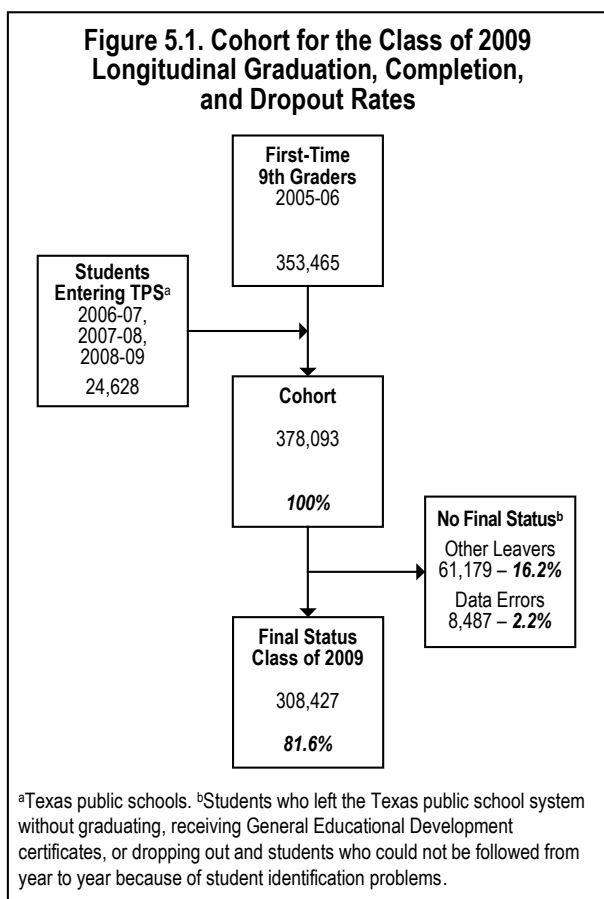 Figure 5.1. Cohort for the Class of 2009
Longitudinal Graduation, Completion,
and Dropout Rates
First-Time
9th Graders
2005-06
353,465
Students
Entering TPSᵃ
2006-07,
2007-08,
2008-09
24,628
Cohort
378,093
100%
No Final Statusᵇ
Other Leavers
61,179 – 16.2%
Data Errors
8,487 – 2.2%
Final Status
Class of 2009
308,427
81.6%
ᵃTexas public schools. ᵇStudents who left the Texas public school system
without graduating, receiving General Educational Development
certificates, or dropping out and students who could not be followed from
year to year because of student identification problems.